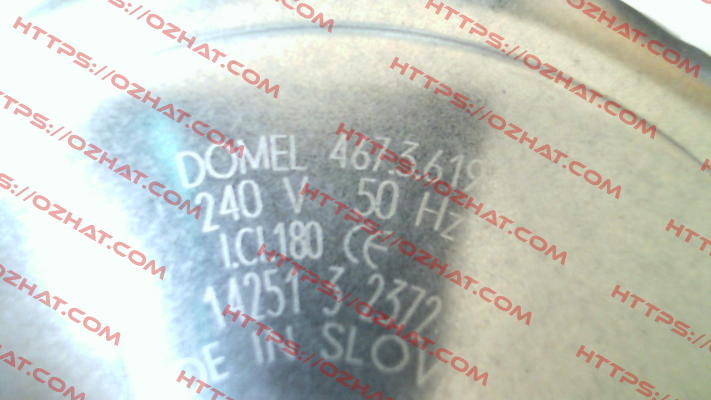 DOMEL 467.3.619
240 V 50 Hz
I.Cl.180 CE
14251 3 2372
DE IN SLOV
HTTPS://OZHAT.COM